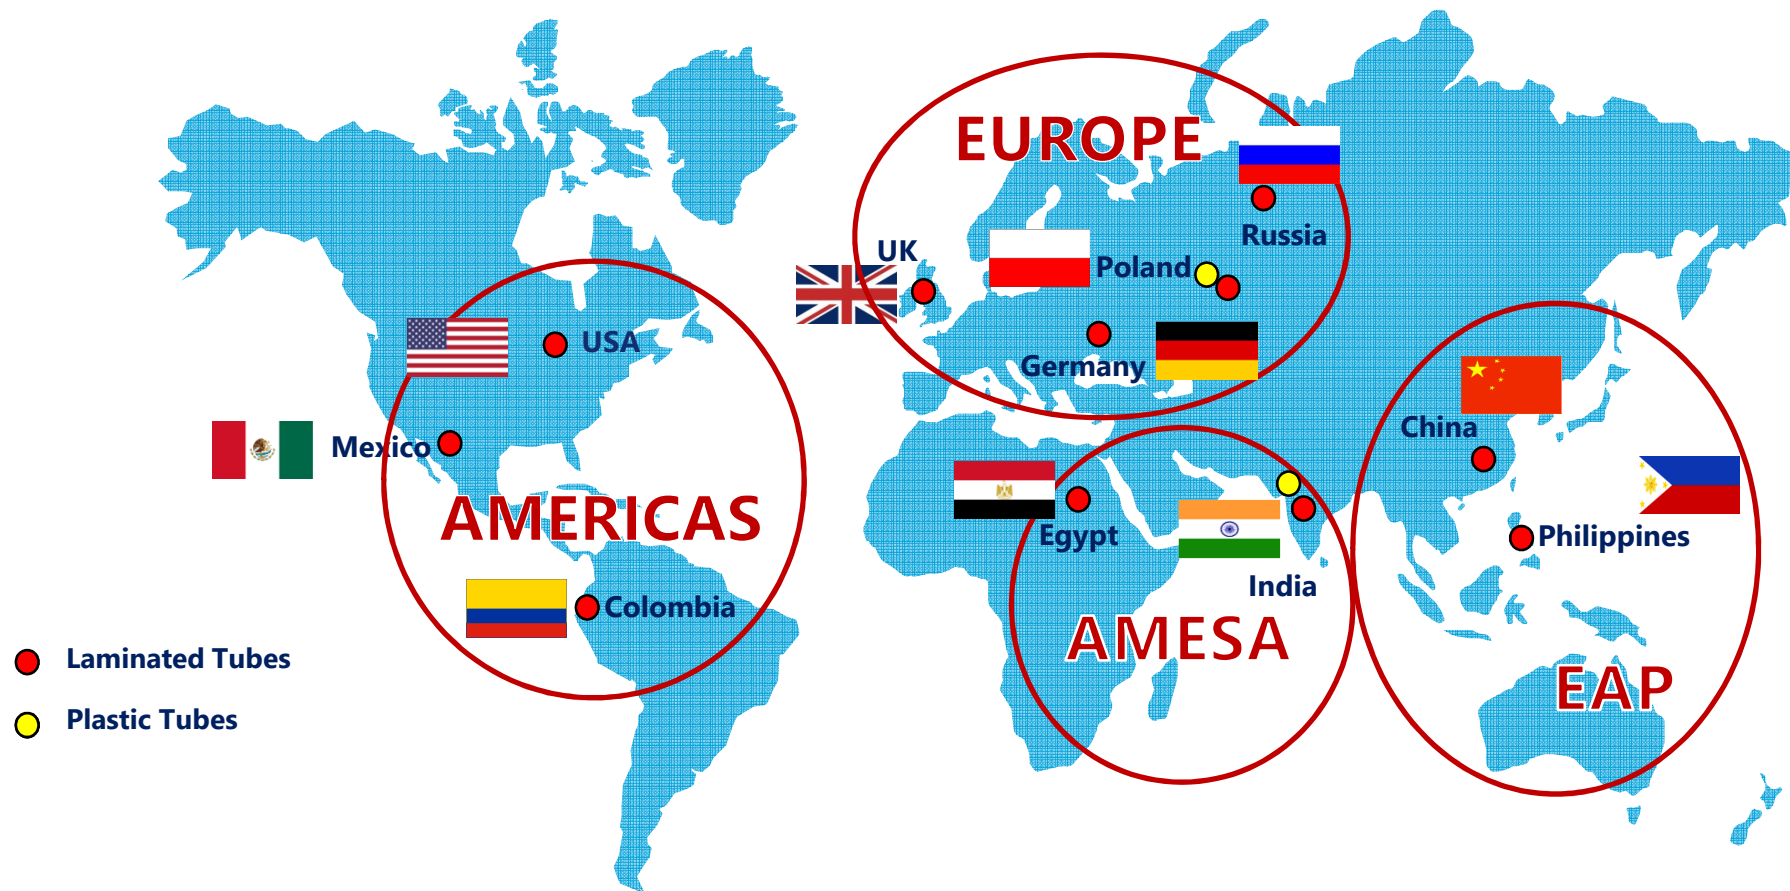 EUROPE
Russia
UK
Poland
USA
Germany
China
Mexico
AMERICAS
Egypt
Philippines
India
Colombia
AMESA
Laminated Tubes
EAP
Plastic Tubes